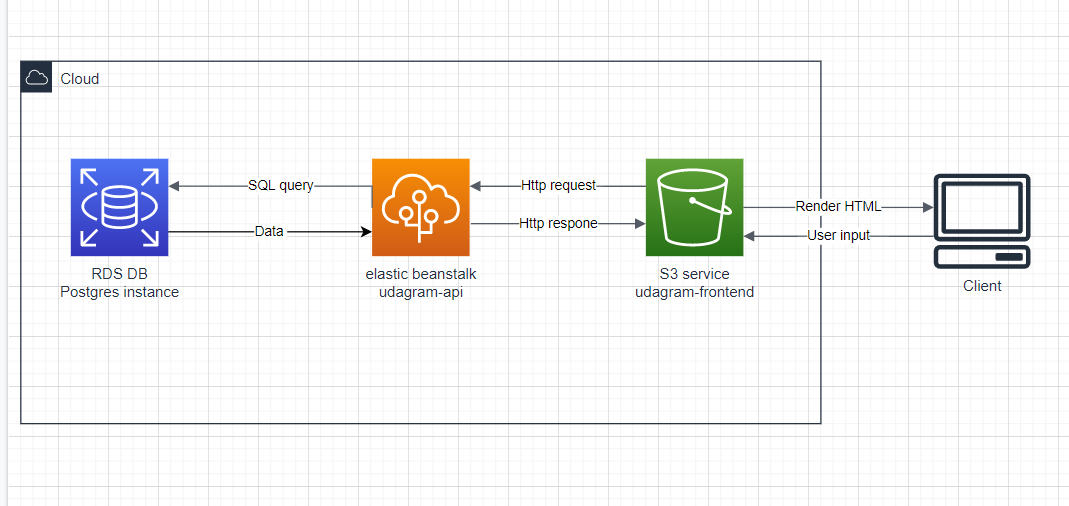 Cloud
SQL query
Http request
Render HTML
Data
Http respone
User input
RDS DB
Postgres instance
elastic beanstalk
udagram-api
S3 service
udagram-frontend
Client